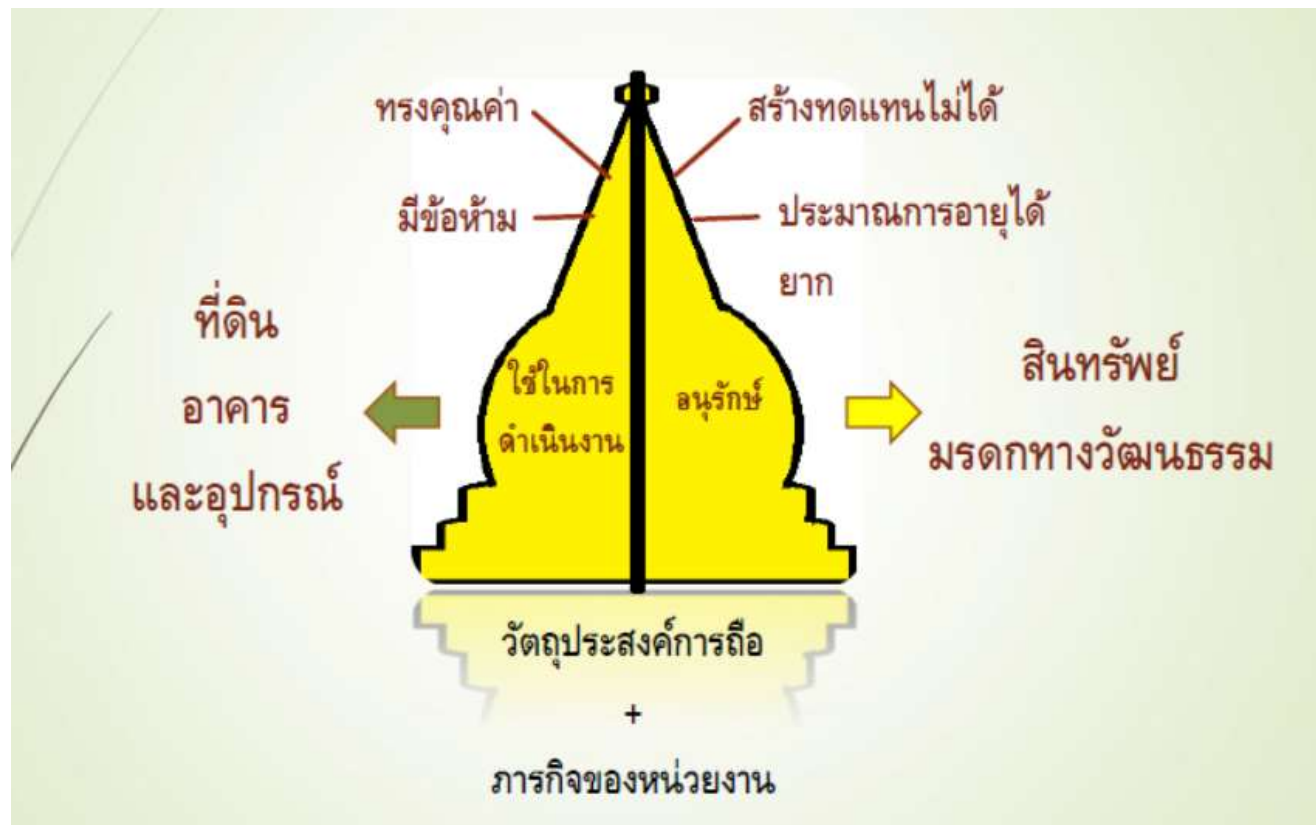 ทรงคุณค่า
สร้างทดแทนไม่ได้
มีข้อห้าม
ประมาณการอายุได้
ยาก
ที่ดิน
อาคาร
และอุปกรณ์
ใช้ในการ
ดำเนินงาน
อนุรักษ์
สินทรัพย์
มรดกทางวัฒนธรรม
วัตถุประสงค์การถือ
+
ภารกิจของหน่วยงาน